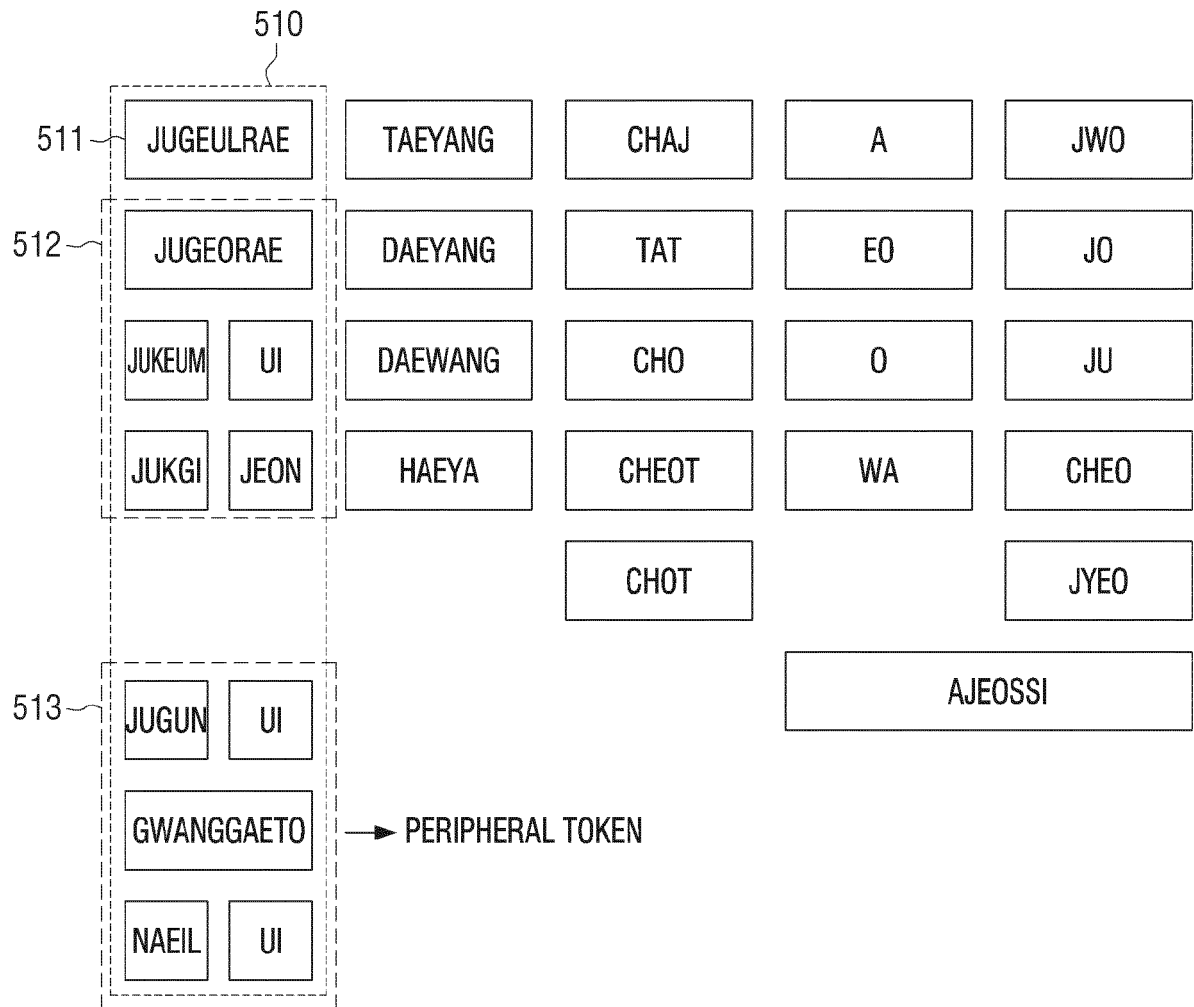 510
511 JUGEULRAE TAEYANG CHAJ A JWO
512 JUGEORAE DAEYANG TAT EO JO
JUKEUM UI DAEWANG CHO O JU
JUKGI JEON HAEYA CHEOT WA CHEO
CHOT JYEO
AJEOSSI
513 JUGUN UI
GWANGGAETO PERIPHERAL TOKEN
NAEIL UI